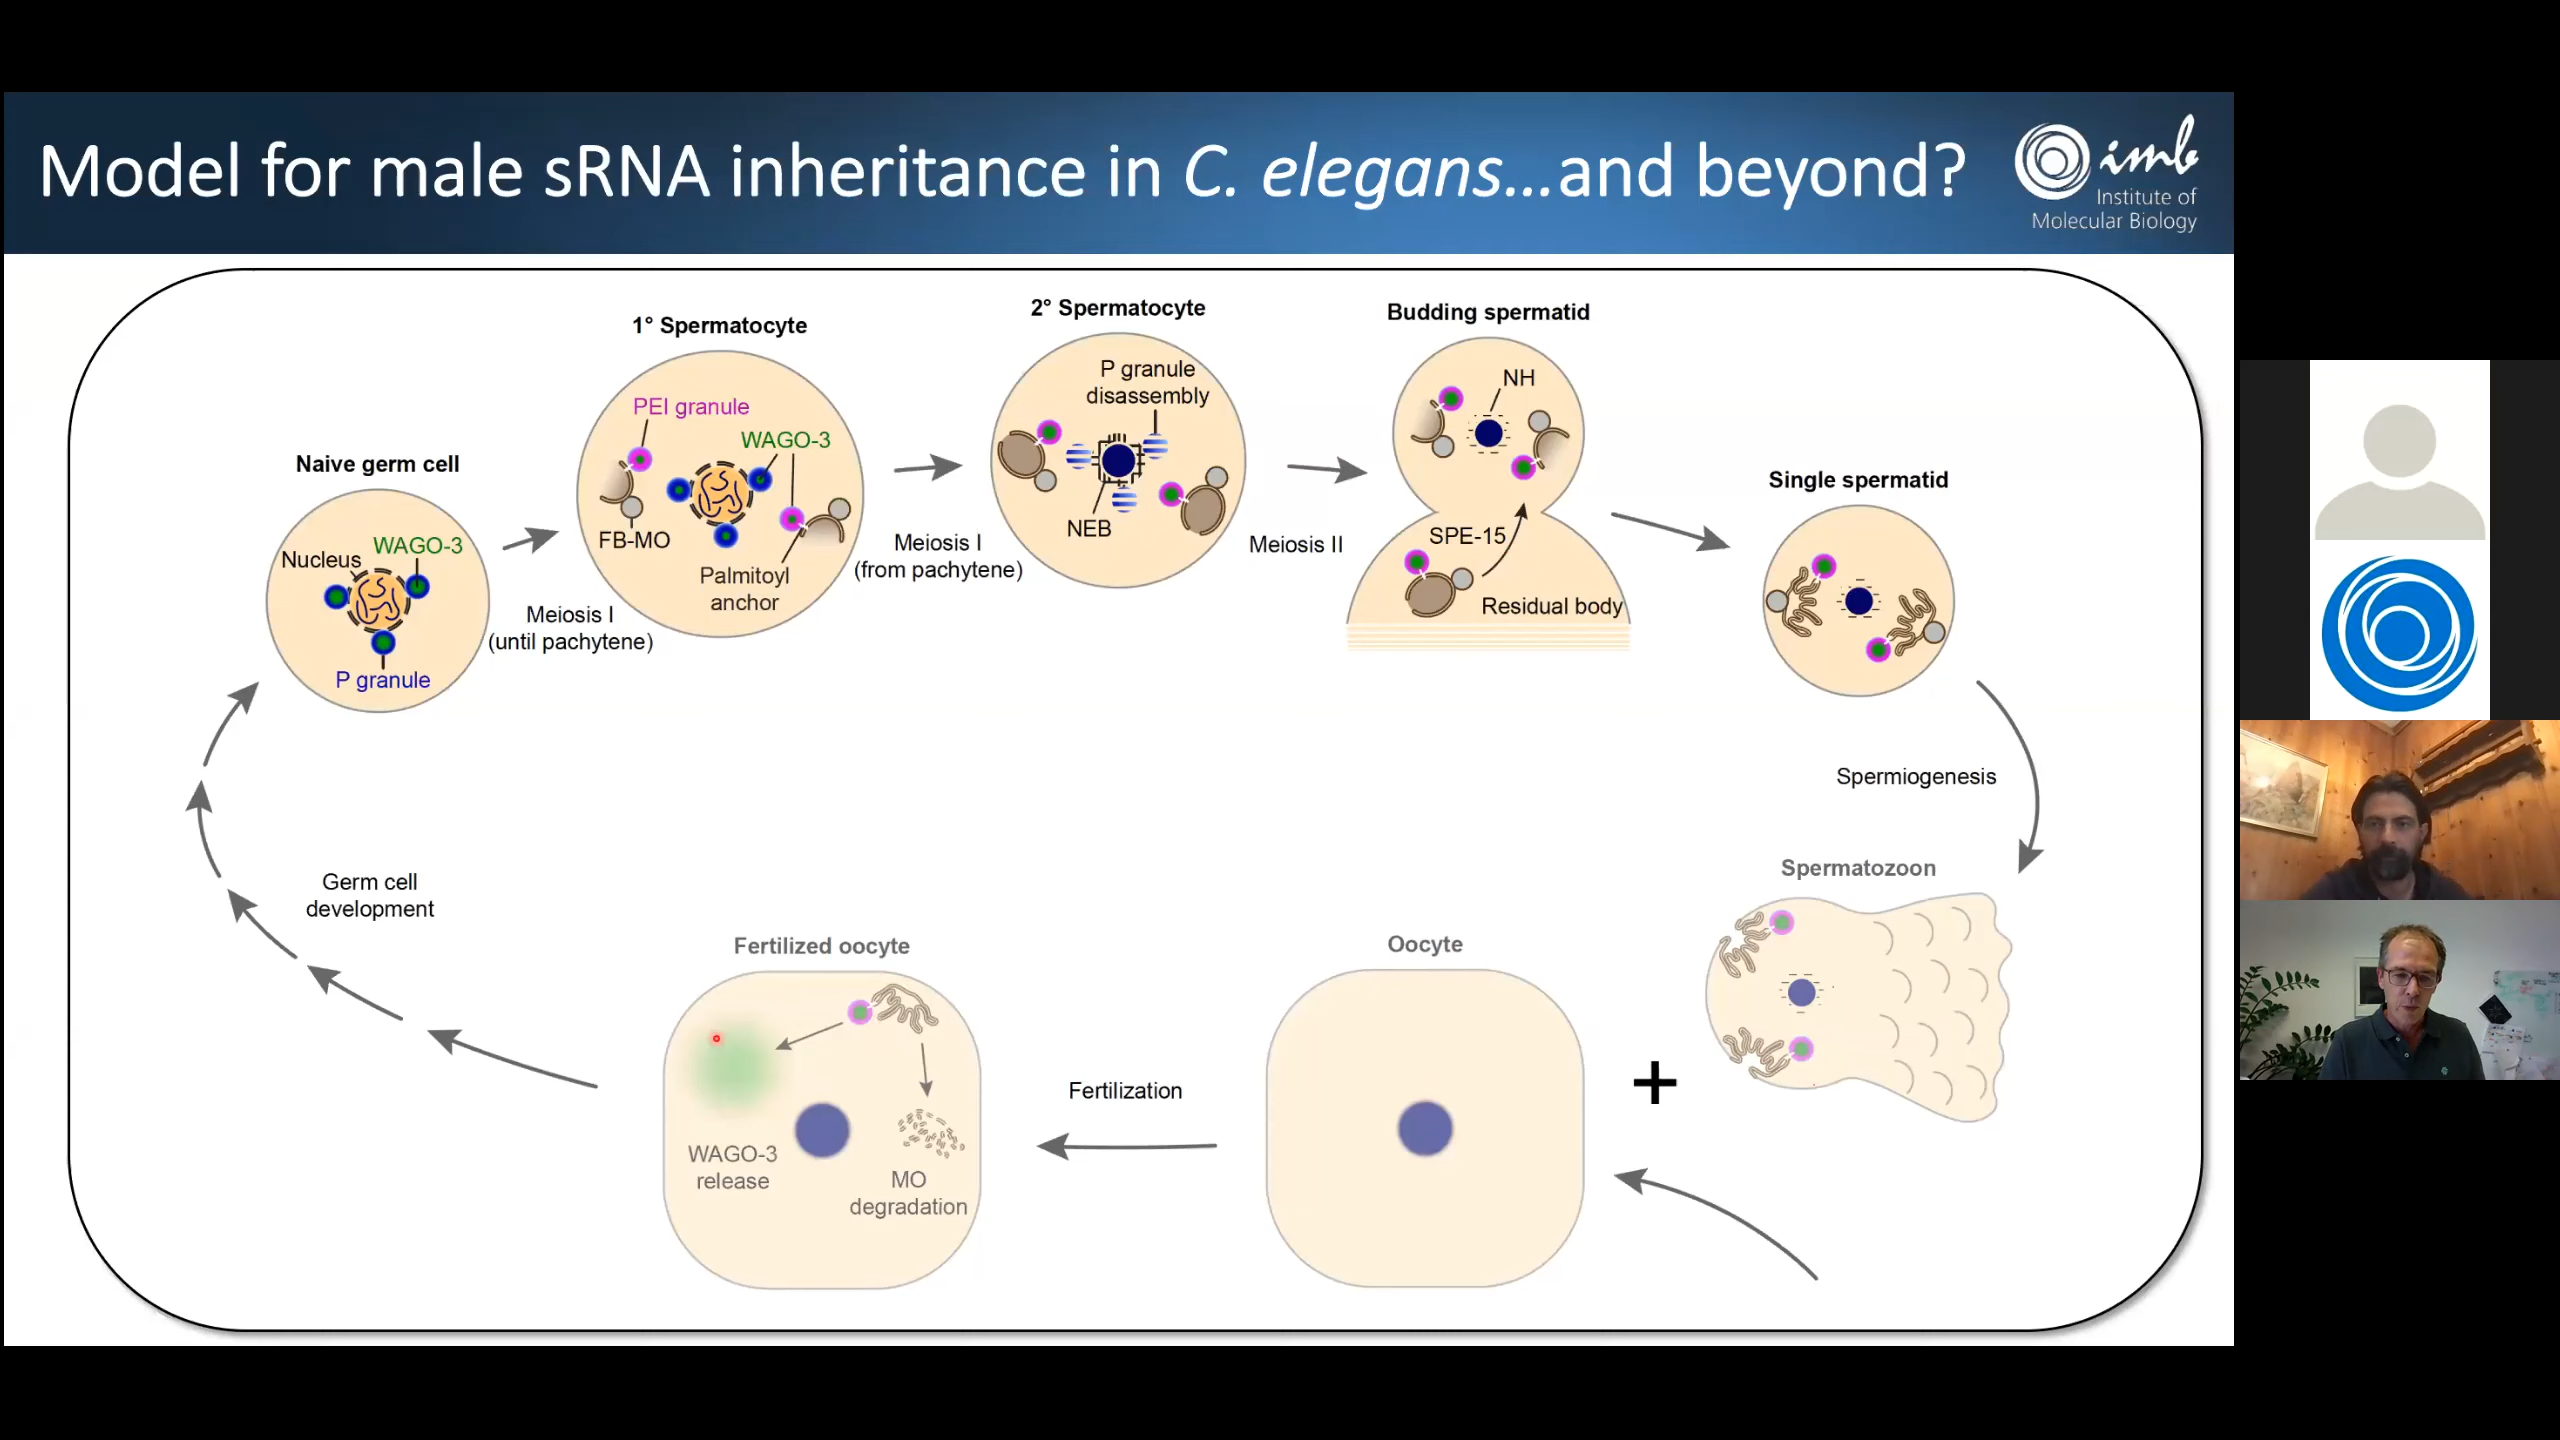 Model for male sRNA inheritance in C. elegans...and beyond?
imb
Institute of
Molecular Biology
Naive germ cell
Nucleus
WAGO-3
P granule
Meiosis I
(until pachytene)
1° Spermatocyte
PEI granule
WAGO-3
FB-MO
Palmitoyl
anchor
Meiosis I
(from pachytene)
2° Spermatocyte
P granule
disassembly
NEB
Meiosis II
Budding spermatid
NH
SPE-15
Residual body
Single spermatid
Spermiogenesis
Spermatozoon
+
Oocyte
Fertilization
Fertilized oocyte
WAGO-3
release
MO
degradation
Germ cell
development